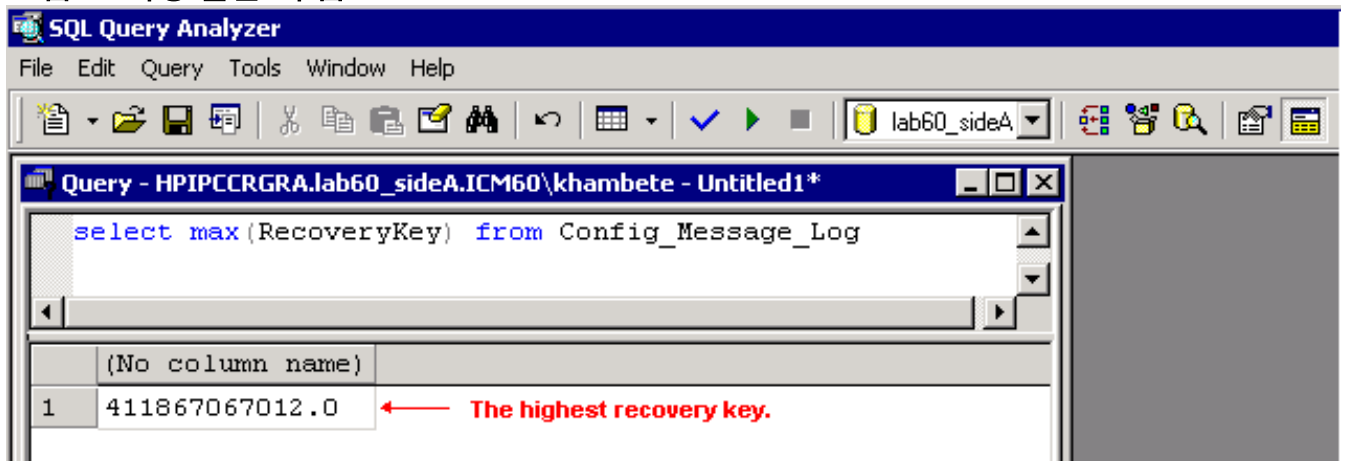 SQL Query Analyzer
File Edit Query Tools Window Help
lab60_sideA
Query - HPIPCCRGRA.lab60_sideA.ICM60\khambete - Untitled1*
select max(RecoveryKey) from Config_Message_Log
(No column name)
1 411867067012.0 The highest recovery key.